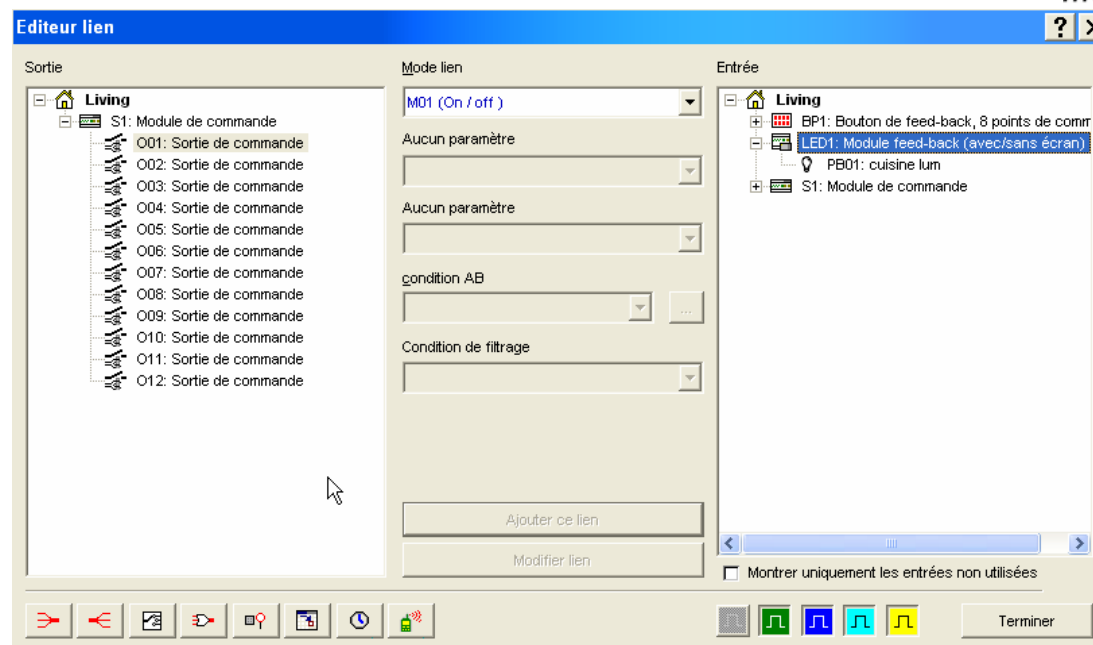 Editeur lien
Sortie
Living
S1: Module de commande
O01: Sortie de commande
O02: Sortie de commande
O03: Sortie de commande
O04: Sortie de commande
O05: Sortie de commande
O06: Sortie de commande
O07: Sortie de commande
O08: Sortie de commande
O09: Sortie de commande
O10: Sortie de commande
O11: Sortie de commande
O12: Sortie de commande
Mode lien
M01 (On / off )
Aucun paramètre
Aucun paramètre
condition AB
...
Condition de filtrage
Ajouter ce lien
Modifier lien
Entrée
Living
BP1: Bouton de feed-back, 8 points de comm
LED1: Module feed-back (avec/sans écran)
PB01: cuisine lum
S1: Module de commande
Montrer uniquement les entrées non utilisées
Terminer